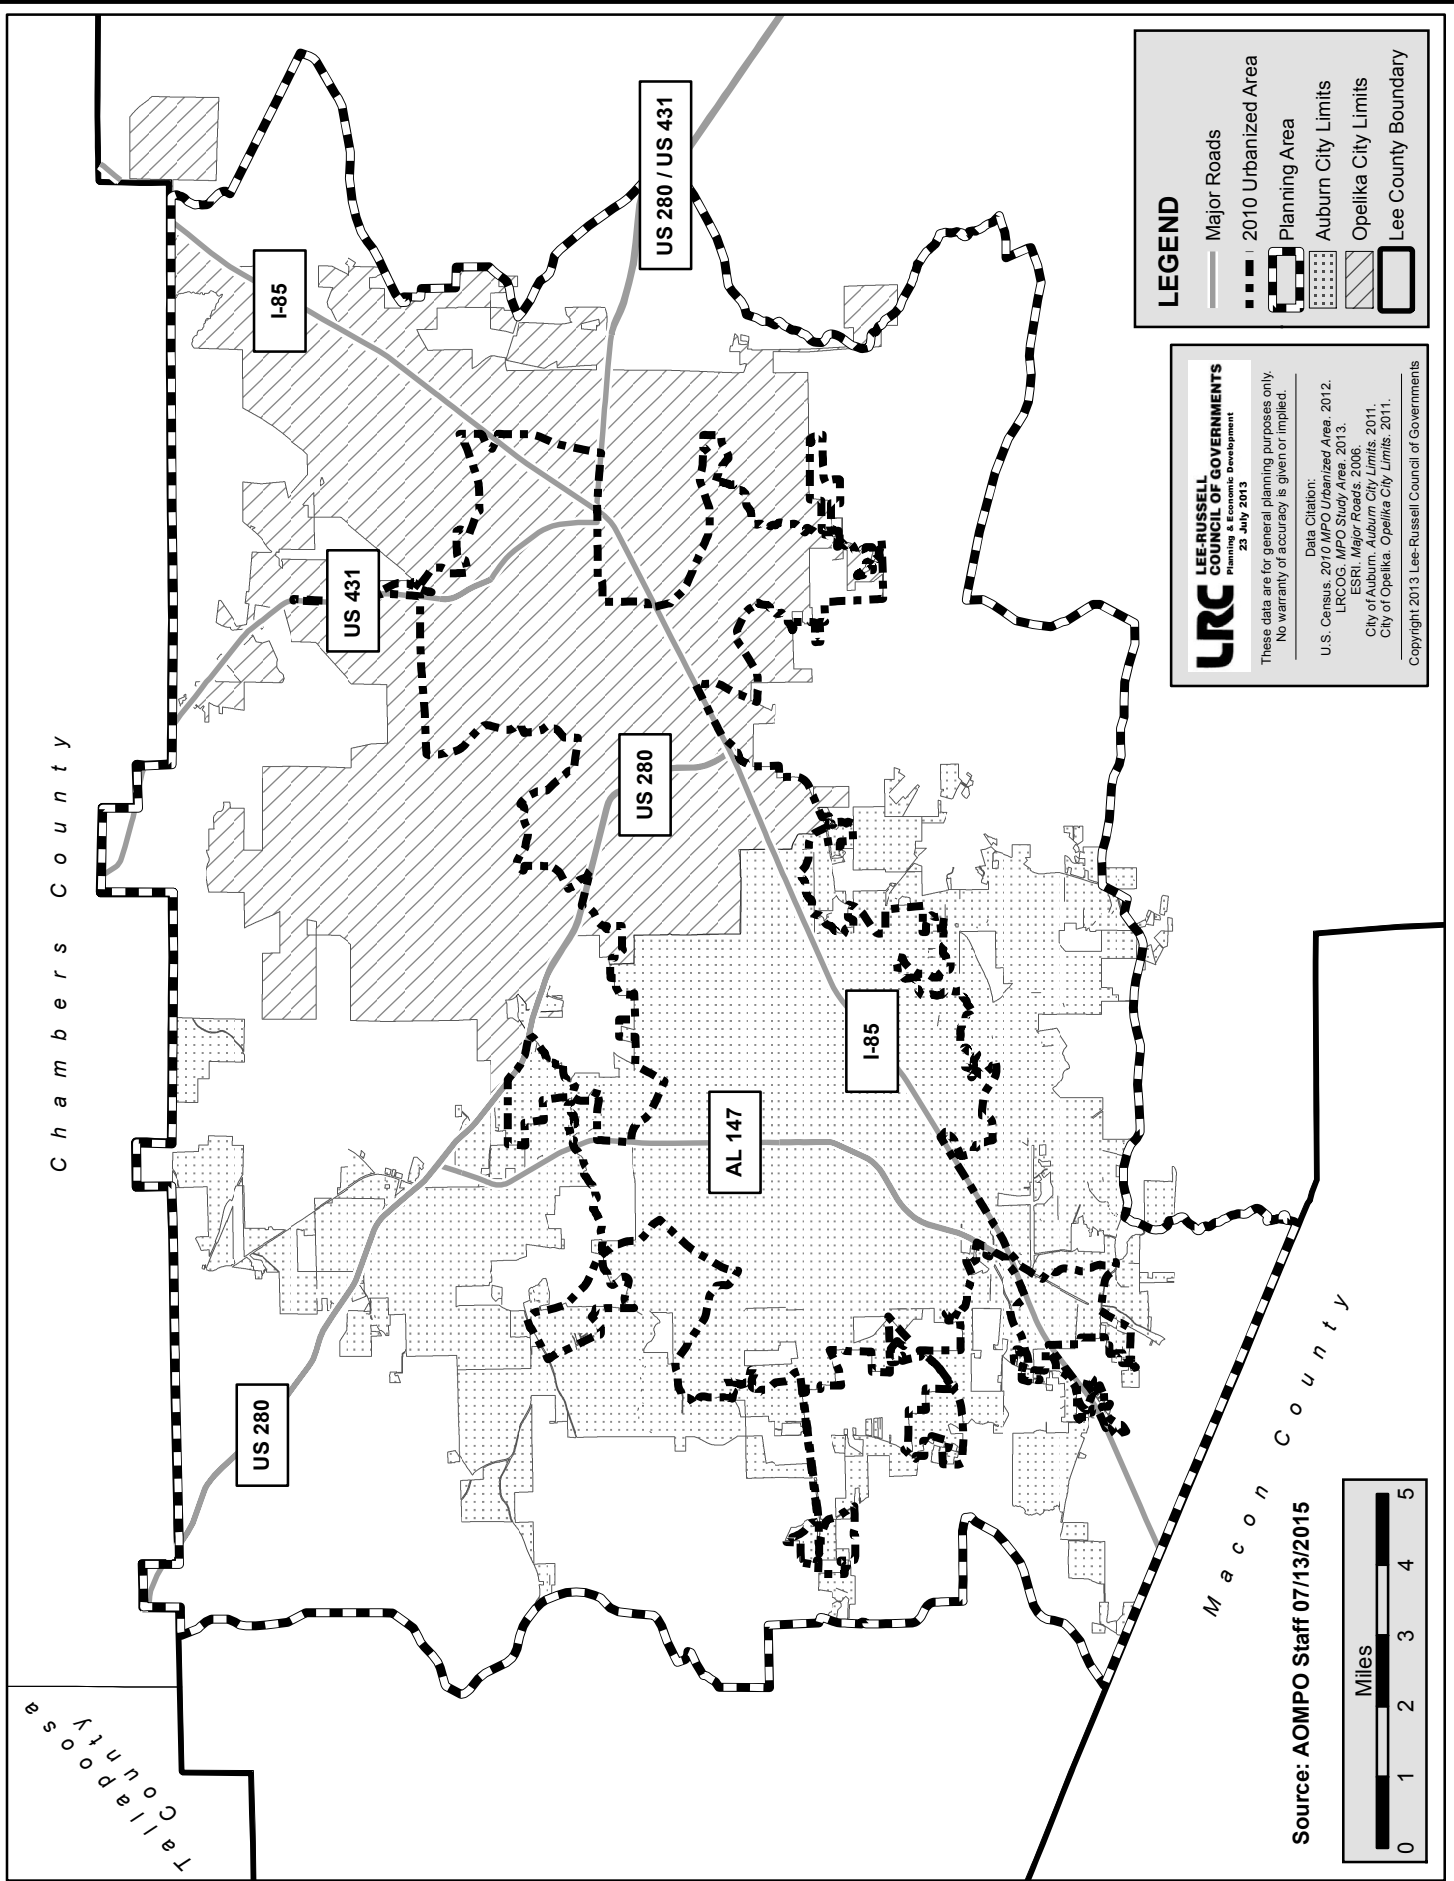 Chambers County
Tallapoosa
County
I-85
US 431
US 280 / US 431
US 280
US 280
AL 147
I-85
Macon County
LEGEND
Major Roads
2010 Urbanized Area
Planning Area
Auburn City Limits
Opelika City Limits
Lee County Boundary
LRC
LEE-RUSSELL
COUNCIL OF GOVERNMENTS
Planning & Economic Development
23 July 2013
These data are for general planning purposes only.
No warranty of accuracy is given or implied.
Data Citation:
U.S. Census. 2010 MPO Urbanized Area. 2012.
LRCOG. MPO Study Area. 2013.
ESRI. Major Roads. 2006.
City of Auburn. Auburn City Limits. 2011.
City of Opelika. Opelika City Limits. 2011.
Copyright 2013 Lee-Russell Council of Governments
Source: AOMPO Staff 07/13/2015
Miles
0 1 2 3 4 5